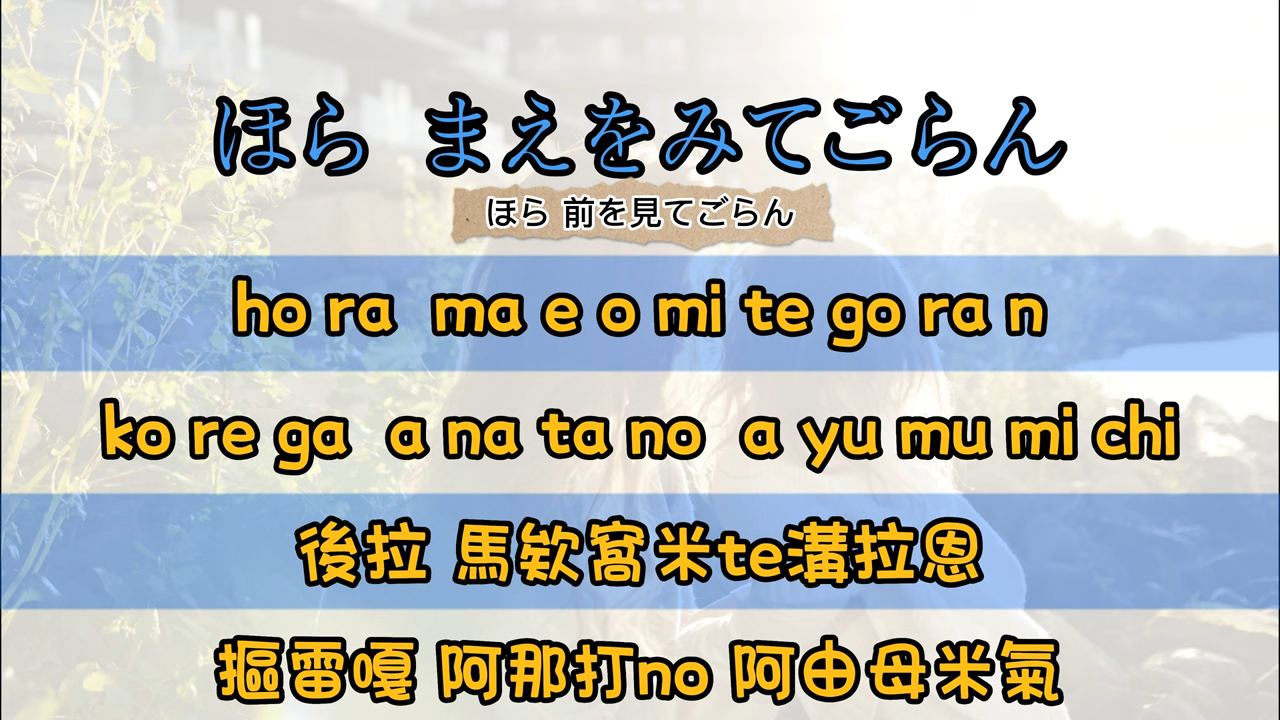 ほら まえをみてごらん
ほら 前を見てごらん
ho ra ma e o mi te go ra n
ko re ga a na ta no a yu mu mi chi
後拉 馬欸窩米te溝拉恩
摳雷嘎 阿那打no 阿由母米氣